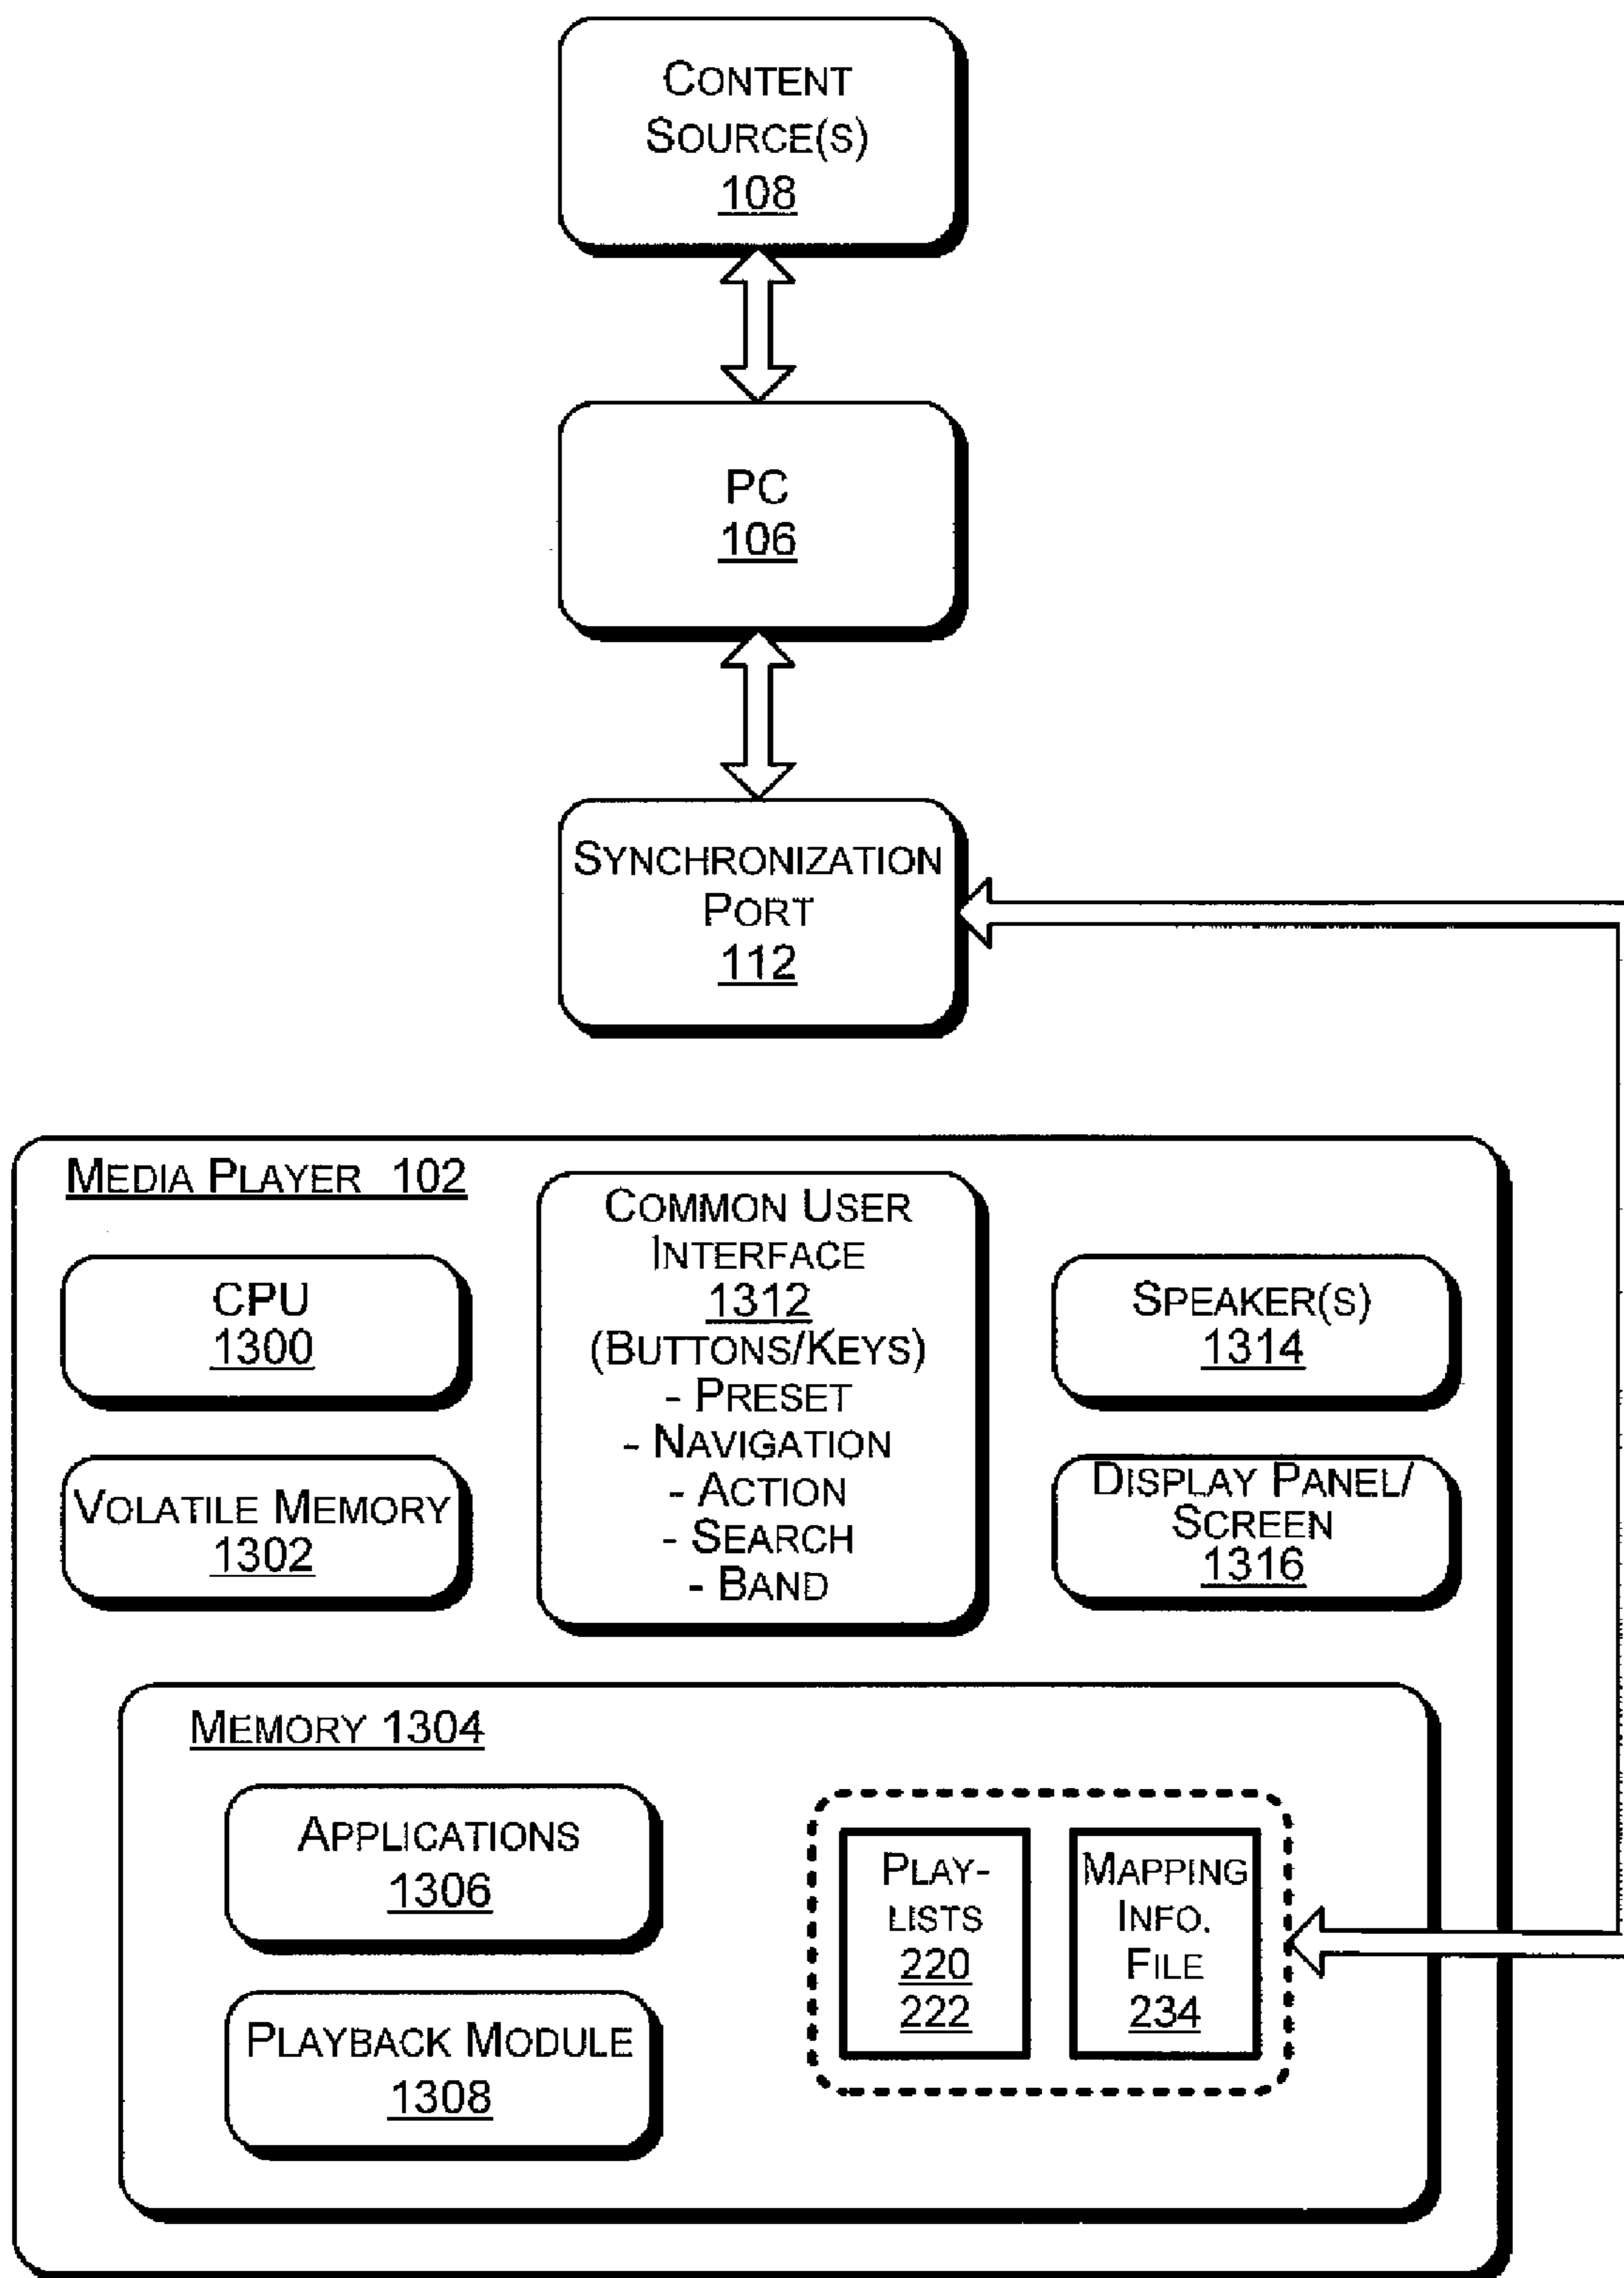 CONTENT
SOURCE(S)
108
PC
106
SYNCHRONIZATION
PORT
112
MEDIA PLAYER 102
CPU
1300
VOLATILE MEMORY
1302
COMMON USER
INTERFACE
1312
(BUTTONS/KEYS)
- PRESET
- NAVIGATION
- ACTION
- SEARCH
- BAND
SPEAKER(S)
1314
DISPLAY PANEL/
SCREEN
1316
MEMORY 1304
APPLICATIONS
1306
PLAYBACK MODULE
1308
PLAY-
LISTS
220
222
MAPPING
INFO.
FILE
234